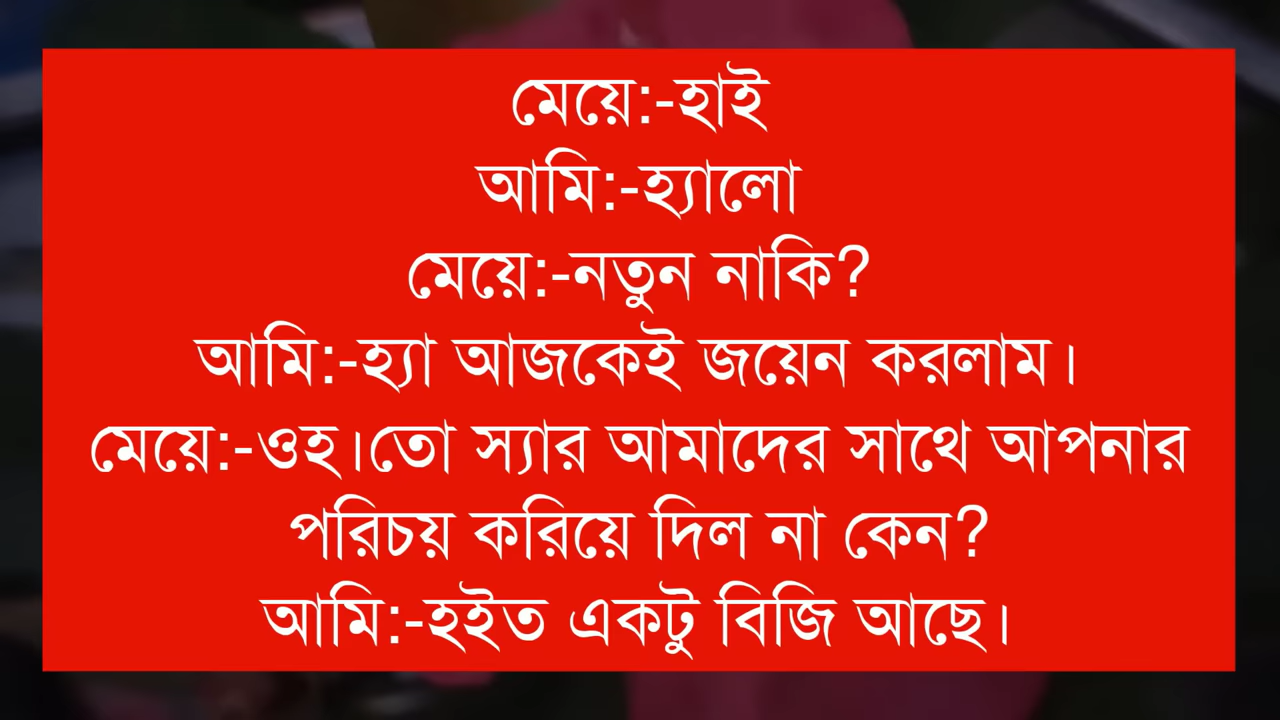 মেয়ে:-হাই
আমি:-হ্যালো
মেয়ে:-নতুন নাকি?
আমি:-হ্যা আজকেই জয়েন করলাম।
মেয়ে:-ওহ।তো স্যার আমাদের সাথে আপনার
পরিচয় করিয়ে দিল না কেন?
আমি:-হইত একটু বিজি আছে।